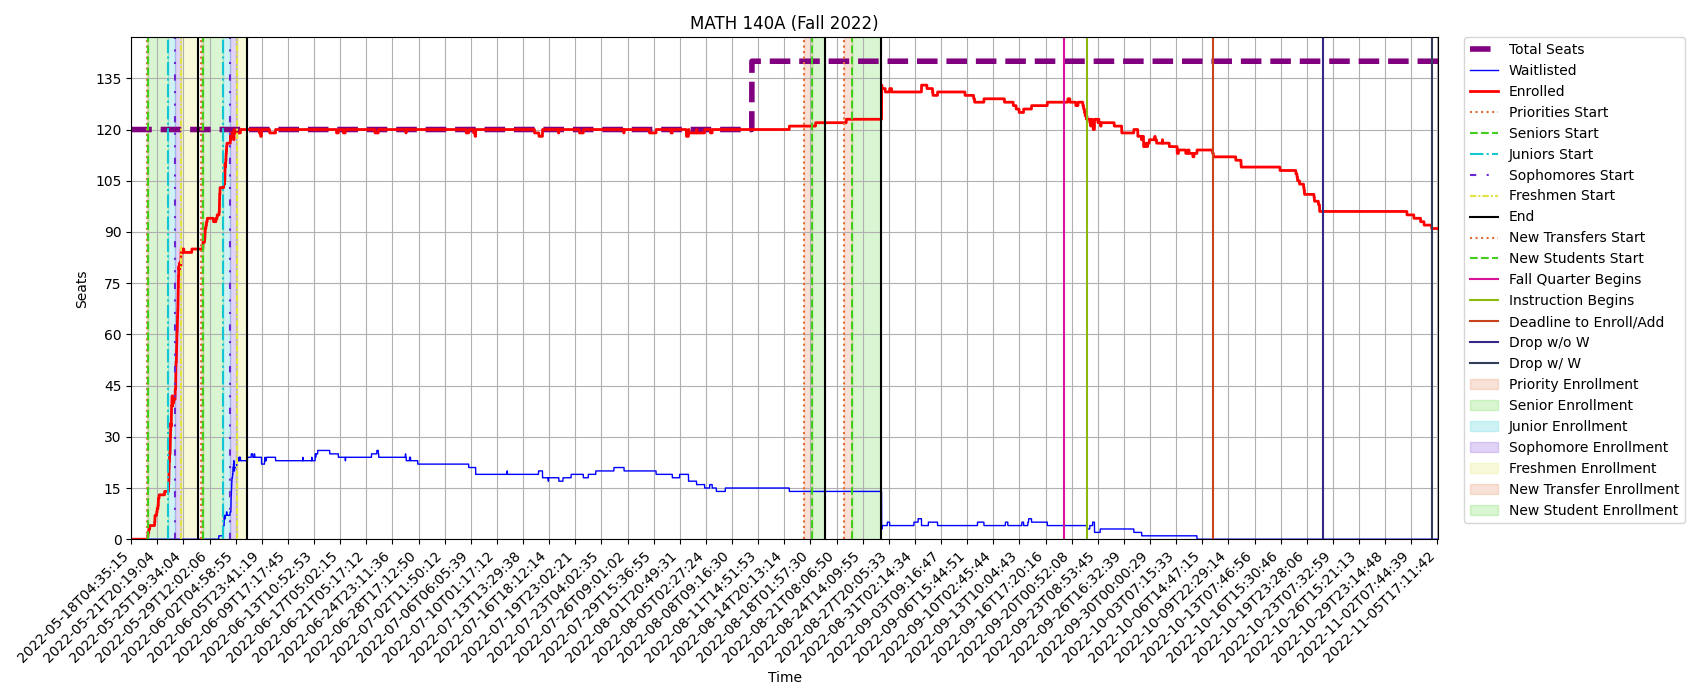 MATH 140A (Fall 2022)
Seats
135
120
105
90
75
60
45
30
15
0
2022-05-18T04:35:15
2022-05-21T20:19:04
2022-05-25T19:34:04
2022-05-29T12:02:06
2022-06-02T04:58:55
2022-06-05T23:41:19
2022-06-09T17:17:45
2022-06-13T10:52:53
2022-06-17T05:02:15
2022-06-21T05:17:12
2022-06-24T23:11:36
2022-06-28T17:12:50
2022-07-02T11:50:12
2022-07-06T06:05:39
2022-07-10T01:17:12
2022-07-13T13:29:38
2022-07-16T18:12:14
2022-07-19T23:02:21
2022-07-23T04:02:35
2022-07-26T09:01:02
2022-07-29T15:36:55
2022-08-01T20:49:31
2022-08-05T02:27:24
2022-08-08T09:16:30
2022-08-11T14:51:53
2022-08-14T20:13:14
2022-08-18T01:57:30
2022-08-21T08:06:50
2022-08-24T14:09:55
2022-08-27T20:05:33
2022-08-31T02:14:34
2022-09-03T09:16:47
2022-09-06T15:44:51
2022-09-10T02:45:44
2022-09-13T11:04:43
2022-09-16T17:20:16
2022-09-20T00:52:08
2022-09-23T08:53:45
2022-09-26T16:32:39
2022-09-30T00:00:29
2022-10-03T07:15:33
2022-10-06T14:47:15
2022-10-09T22:29:14
2022-10-13T07:46:56
2022-10-16T15:30:46
2022-10-19T23:28:06
2022-10-23T07:32:59
2022-10-26T15:21:13
2022-10-29T23:14:48
2022-11-02T07:44:39
2022-11-05T17:11:42
Time
Total Seats
Waitlisted
Enrolled
Priorities Start
Seniors Start
Juniors Start
Sophomores Start
Freshmen Start
End
New Transfers Start
New Students Start
Fall Quarter Begins
Instruction Begins
Deadline to Enroll/Add
Drop w/o W
Drop w/ W
Priority Enrollment
Senior Enrollment
Junior Enrollment
Sophomore Enrollment
Freshmen Enrollment
New Transfer Enrollment
New Student Enrollment